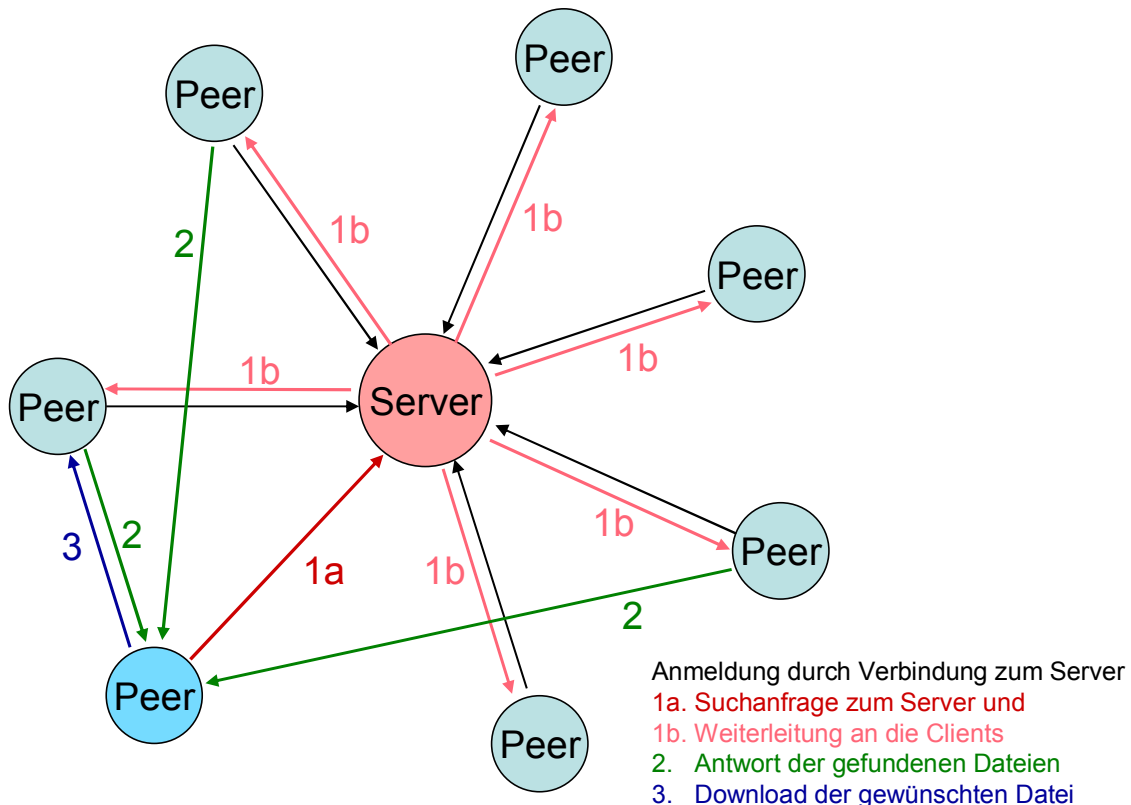 Peer
Peer
1b
1b
2
Peer
1b
1b
Server
Peer
1b
3
2
1a
1b
Peer
2
Peer
Peer
Anmeldung durch Verbindung zum Server
1a. Suchanfrage zum Server und
1b. Weiterleitung an die Clients
2. Antwort der gefundenen Dateien
3. Download der gewünschten Datei